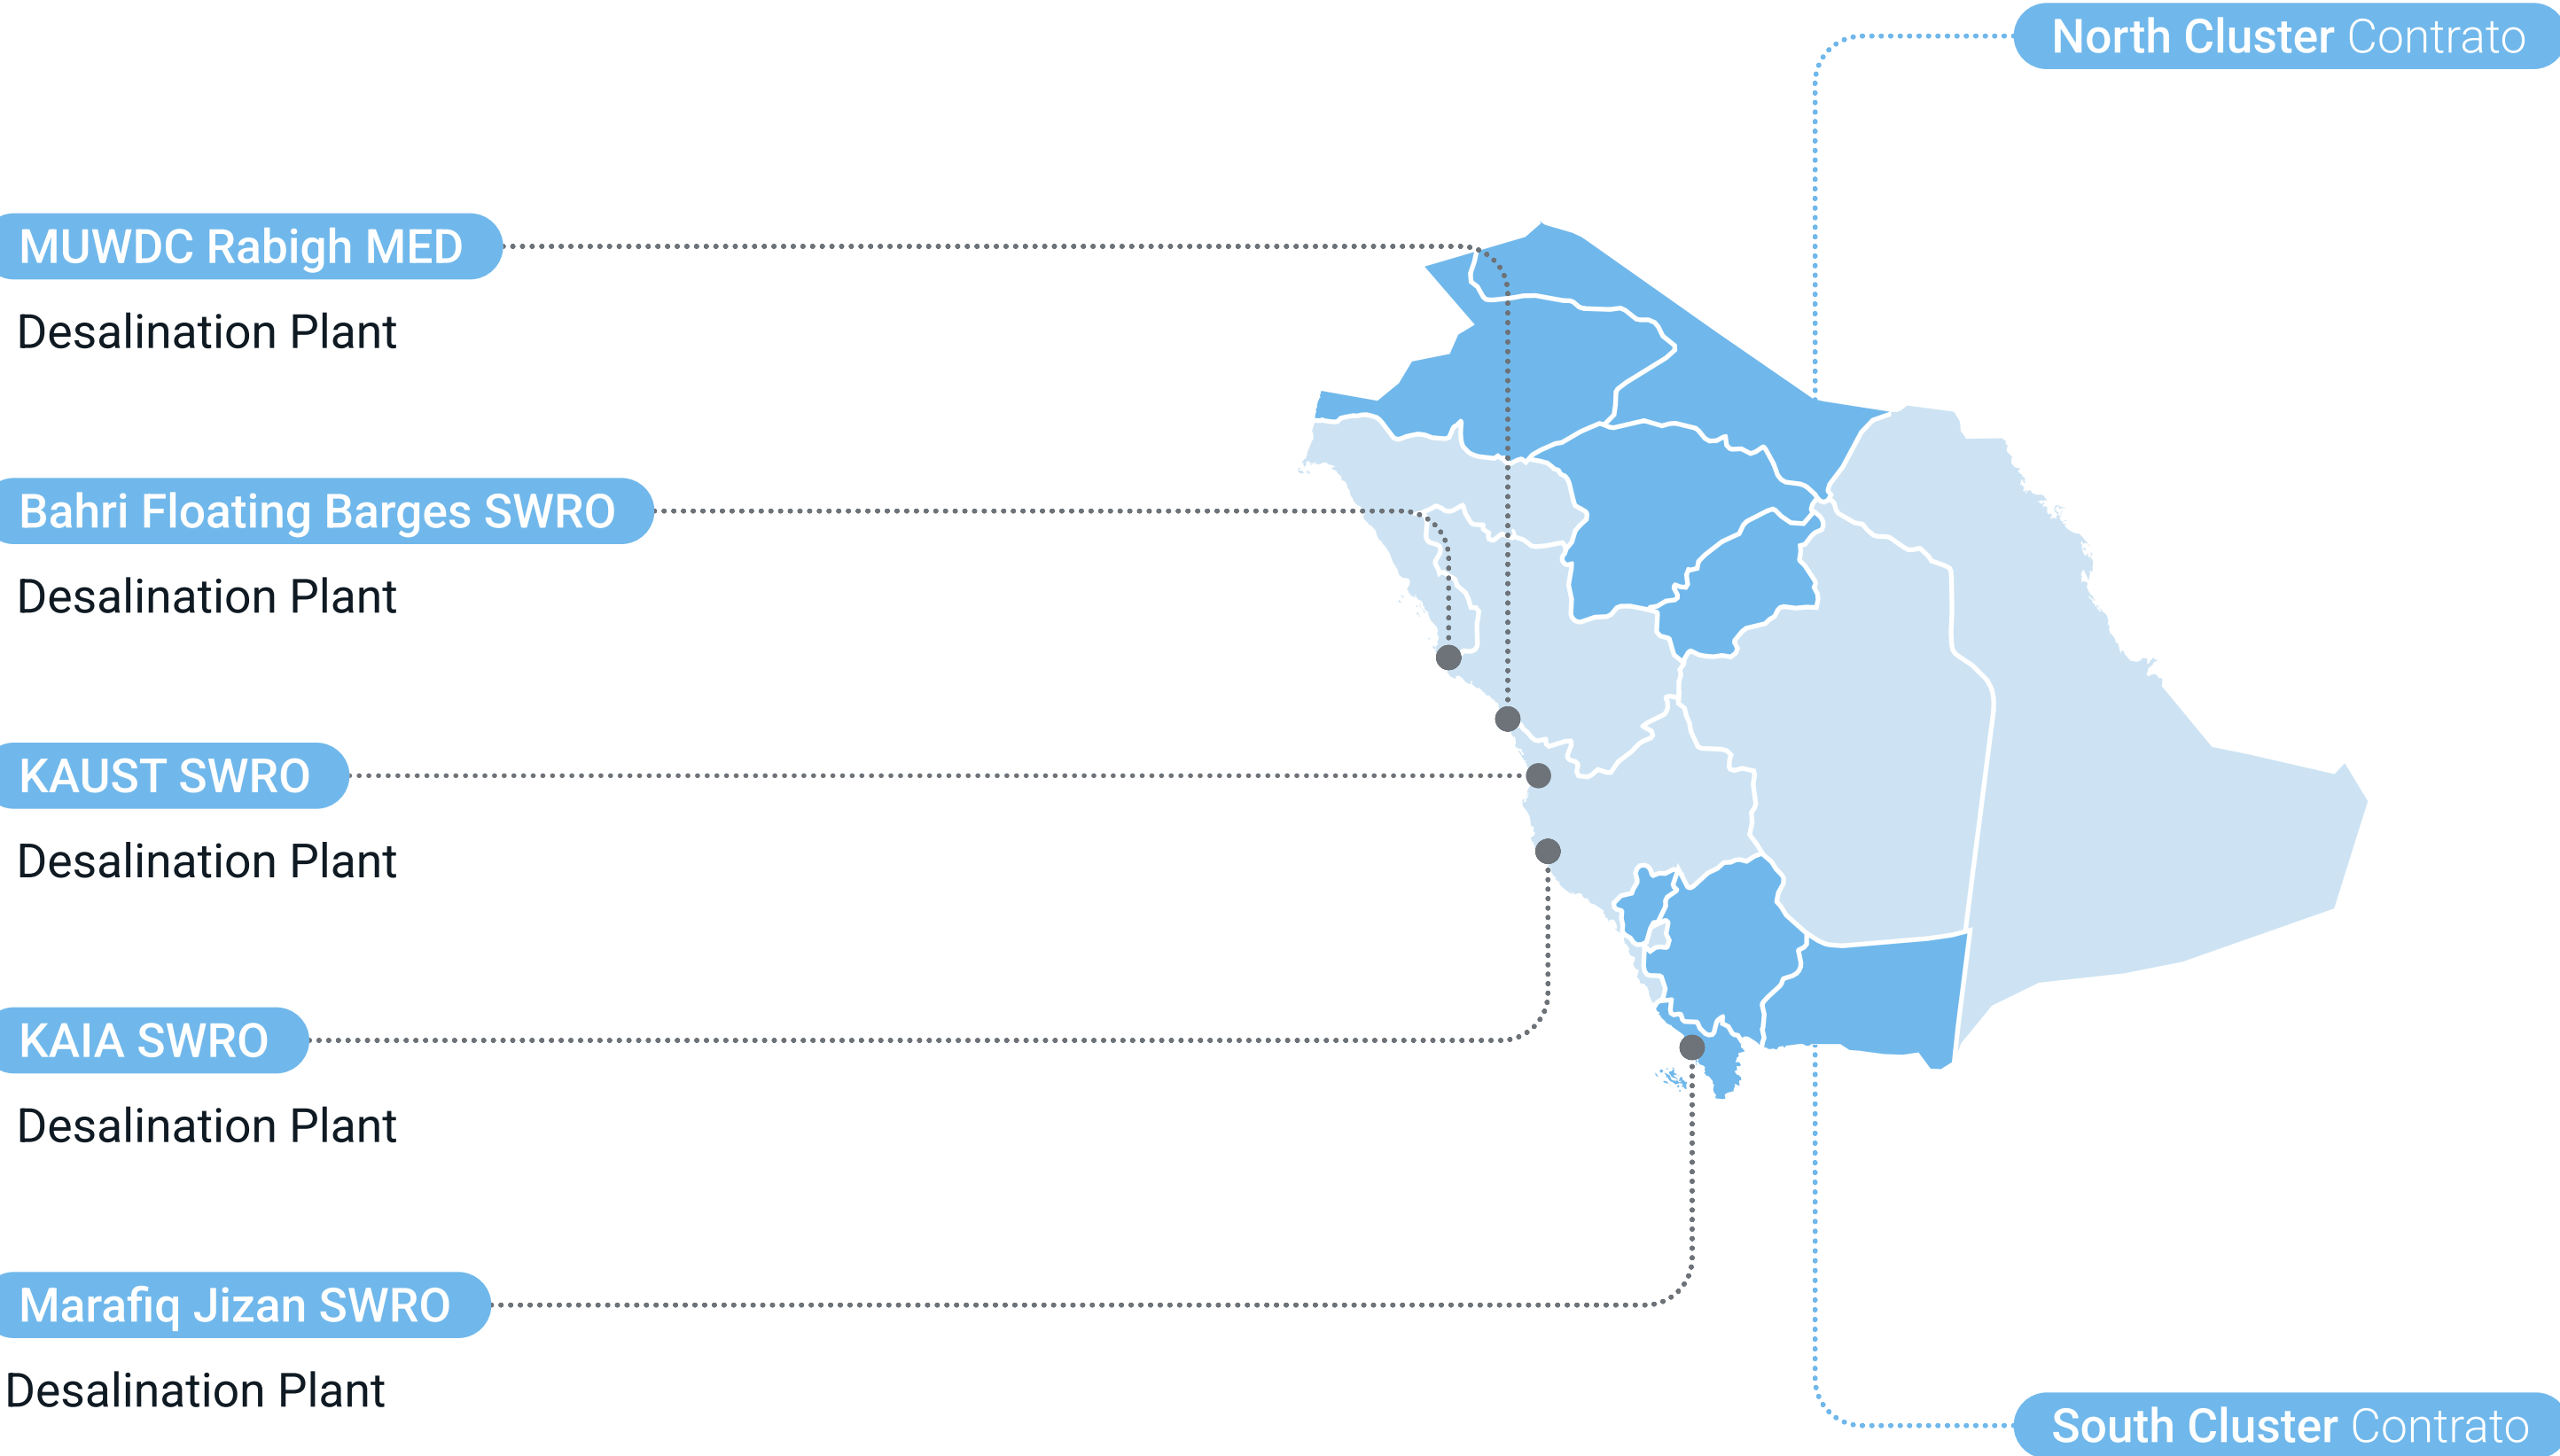 North Cluster Contrato
MUWDC Rabigh MED
Desalination Plant
Bahri Floating Barges SWRO
Desalination Plant
KAUST SWRO
Desalination Plant
KAIA SWRO
Desalination Plant
Marafiq Jizan SWRO
Desalination Plant
South Cluster Contrato